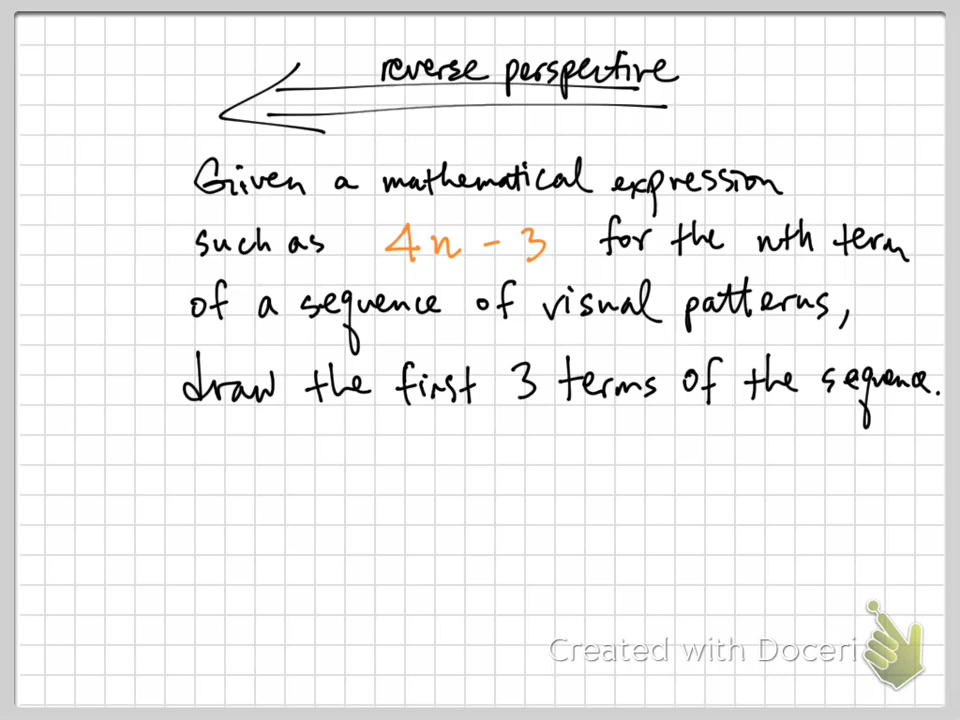 reverse perspective
Given a mathematical expression
such as 4n - 3 for the nth term
of a sequence of visual patterns,
draw the first 3 terms of the sequence.
Created with Doceri